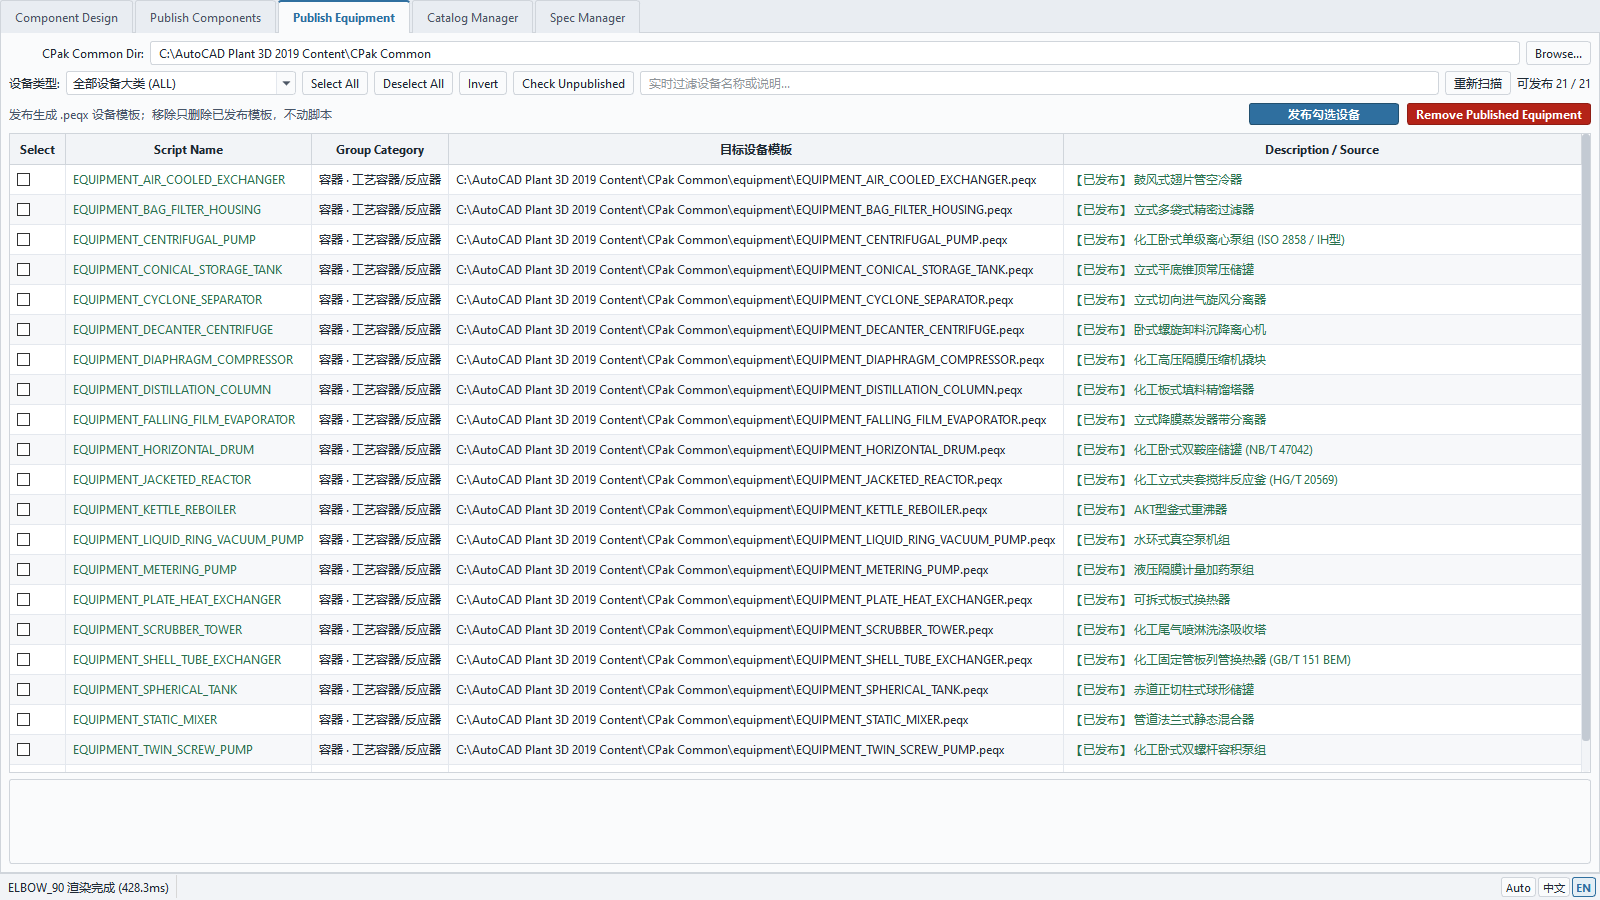 Component Design Publish Components Publish Equipment Catalog Manager Spec Manager
CPak Common Dir: C:\AutoCAD Plant 3D 2019 Content\CPak Common Browse...
设备类型: 全部设备大类 (ALL) Select All Deselect All Invert Check Unpublished 实时过滤设备名称或说明... 重新扫描 可发布 21 / 21
发布生成 .peqx 设备模板；移除只删除已发布模板，不动脚本 发布勾选设备 Remove Published Equipment
Select Script Name Group Category 目标设备模板 Description / Source
EQUIPMENT_AIR_COOLED_EXCHANGER 容器 · 工艺容器/反应器 C:\AutoCAD Plant 3D 2019 Content\CPak Common\equipment\EQUIPMENT_AIR_COOLED_EXCHANGER.peqx 【已发布】 鼓风式翅片管空冷器
EQUIPMENT_BAG_FILTER_HOUSING 容器 · 工艺容器/反应器 C:\AutoCAD Plant 3D 2019 Content\CPak Common\equipment\EQUIPMENT_BAG_FILTER_HOUSING.peqx 【已发布】 立式多袋式精密过滤器
EQUIPMENT_CENTRIFUGAL_PUMP 容器 · 工艺容器/反应器 C:\AutoCAD Plant 3D 2019 Content\CPak Common\equipment\EQUIPMENT_CENTRIFUGAL_PUMP.peqx 【已发布】 化工卧式单级离心泵组 (ISO 2858 / IH型)
EQUIPMENT_CONICAL_STORAGE_TANK 容器 · 工艺容器/反应器 C:\AutoCAD Plant 3D 2019 Content\CPak Common\equipment\EQUIPMENT_CONICAL_STORAGE_TANK.peqx 【已发布】 立式平底锥顶常压储罐
EQUIPMENT_CYCLONE_SEPARATOR 容器 · 工艺容器/反应器 C:\AutoCAD Plant 3D 2019 Content\CPak Common\equipment\EQUIPMENT_CYCLONE_SEPARATOR.peqx 【已发布】 立式切向进气旋风分离器
EQUIPMENT_DECANTER_CENTRIFUGE 容器 · 工艺容器/反应器 C:\AutoCAD Plant 3D 2019 Content\CPak Common\equipment\EQUIPMENT_DECANTER_CENTRIFUGE.peqx 【已发布】 卧式螺旋卸料沉降离心机
EQUIPMENT_DIAPHRAGM_COMPRESSOR 容器 · 工艺容器/反应器 C:\AutoCAD Plant 3D 2019 Content\CPak Common\equipment\EQUIPMENT_DIAPHRAGM_COMPRESSOR.peqx 【已发布】 化工高压隔膜压缩机撬块
EQUIPMENT_DISTILLATION_COLUMN 容器 · 工艺容器/反应器 C:\AutoCAD Plant 3D 2019 Content\CPak Common\equipment\EQUIPMENT_DISTILLATION_COLUMN.peqx 【已发布】 化工板式填料精馏塔器
EQUIPMENT_FALLING_FILM_EVAPORATOR 容器 · 工艺容器/反应器 C:\AutoCAD Plant 3D 2019 Content\CPak Common\equipment\EQUIPMENT_FALLING_FILM_EVAPORATOR.peqx 【已发布】 立式降膜蒸发器带分离器
EQUIPMENT_HORIZONTAL_DRUM 容器 · 工艺容器/反应器 C:\AutoCAD Plant 3D 2019 Content\CPak Common\equipment\EQUIPMENT_HORIZONTAL_DRUM.peqx 【已发布】 化工卧式双鞍座储罐 (NB/T 47042)
EQUIPMENT_JACKETED_REACTOR 容器 · 工艺容器/反应器 C:\AutoCAD Plant 3D 2019 Content\CPak Common\equipment\EQUIPMENT_JACKETED_REACTOR.peqx 【已发布】 化工立式夹套搅拌反应釜 (HG/T 20569)
EQUIPMENT_KETTLE_REBOILER 容器 · 工艺容器/反应器 C:\AutoCAD Plant 3D 2019 Content\CPak Common\equipment\EQUIPMENT_KETTLE_REBOILER.peqx 【已发布】 AKT型釜式重沸器
EQUIPMENT_LIQUID_RING_VACUUM_PUMP 容器 · 工艺容器/反应器 C:\AutoCAD Plant 3D 2019 Content\CPak Common\equipment\EQUIPMENT_LIQUID_RING_VACUUM_PUMP.peqx 【已发布】 水环式真空泵机组
EQUIPMENT_METERING_PUMP 容器 · 工艺容器/反应器 C:\AutoCAD Plant 3D 2019 Content\CPak Common\equipment\EQUIPMENT_METERING_PUMP.peqx 【已发布】 液压隔膜计量加药泵组
EQUIPMENT_PLATE_HEAT_EXCHANGER 容器 · 工艺容器/反应器 C:\AutoCAD Plant 3D 2019 Content\CPak Common\equipment\EQUIPMENT_PLATE_HEAT_EXCHANGER.peqx 【已发布】 可拆式板式换热器
EQUIPMENT_SCRUBBER_TOWER 容器 · 工艺容器/反应器 C:\AutoCAD Plant 3D 2019 Content\CPak Common\equipment\EQUIPMENT_SCRUBBER_TOWER.peqx 【已发布】 化工尾气喷淋洗涤吸收塔
EQUIPMENT_SHELL_TUBE_EXCHANGER 容器 · 工艺容器/反应器 C:\AutoCAD Plant 3D 2019 Content\CPak Common\equipment\EQUIPMENT_SHELL_TUBE_EXCHANGER.peqx 【已发布】 化工固定管板列管换热器 (GB/T 151 BEM)
EQUIPMENT_SPHERICAL_TANK 容器 · 工艺容器/反应器 C:\AutoCAD Plant 3D 2019 Content\CPak Common\equipment\EQUIPMENT_SPHERICAL_TANK.peqx 【已发布】 赤道正切柱式球形储罐
EQUIPMENT_STATIC_MIXER 容器 · 工艺容器/反应器 C:\AutoCAD Plant 3D 2019 Content\CPak Common\equipment\EQUIPMENT_STATIC_MIXER.peqx 【已发布】 管道法兰式静态混合器
EQUIPMENT_TWIN_SCREW_PUMP 容器 · 工艺容器/反应器 C:\AutoCAD Plant 3D 2019 Content\CPak Common\equipment\EQUIPMENT_TWIN_SCREW_PUMP.peqx 【已发布】 化工卧式双螺杆容积泵组
ELBOW_90 渲染完成 (428.3ms) Auto 中文 EN